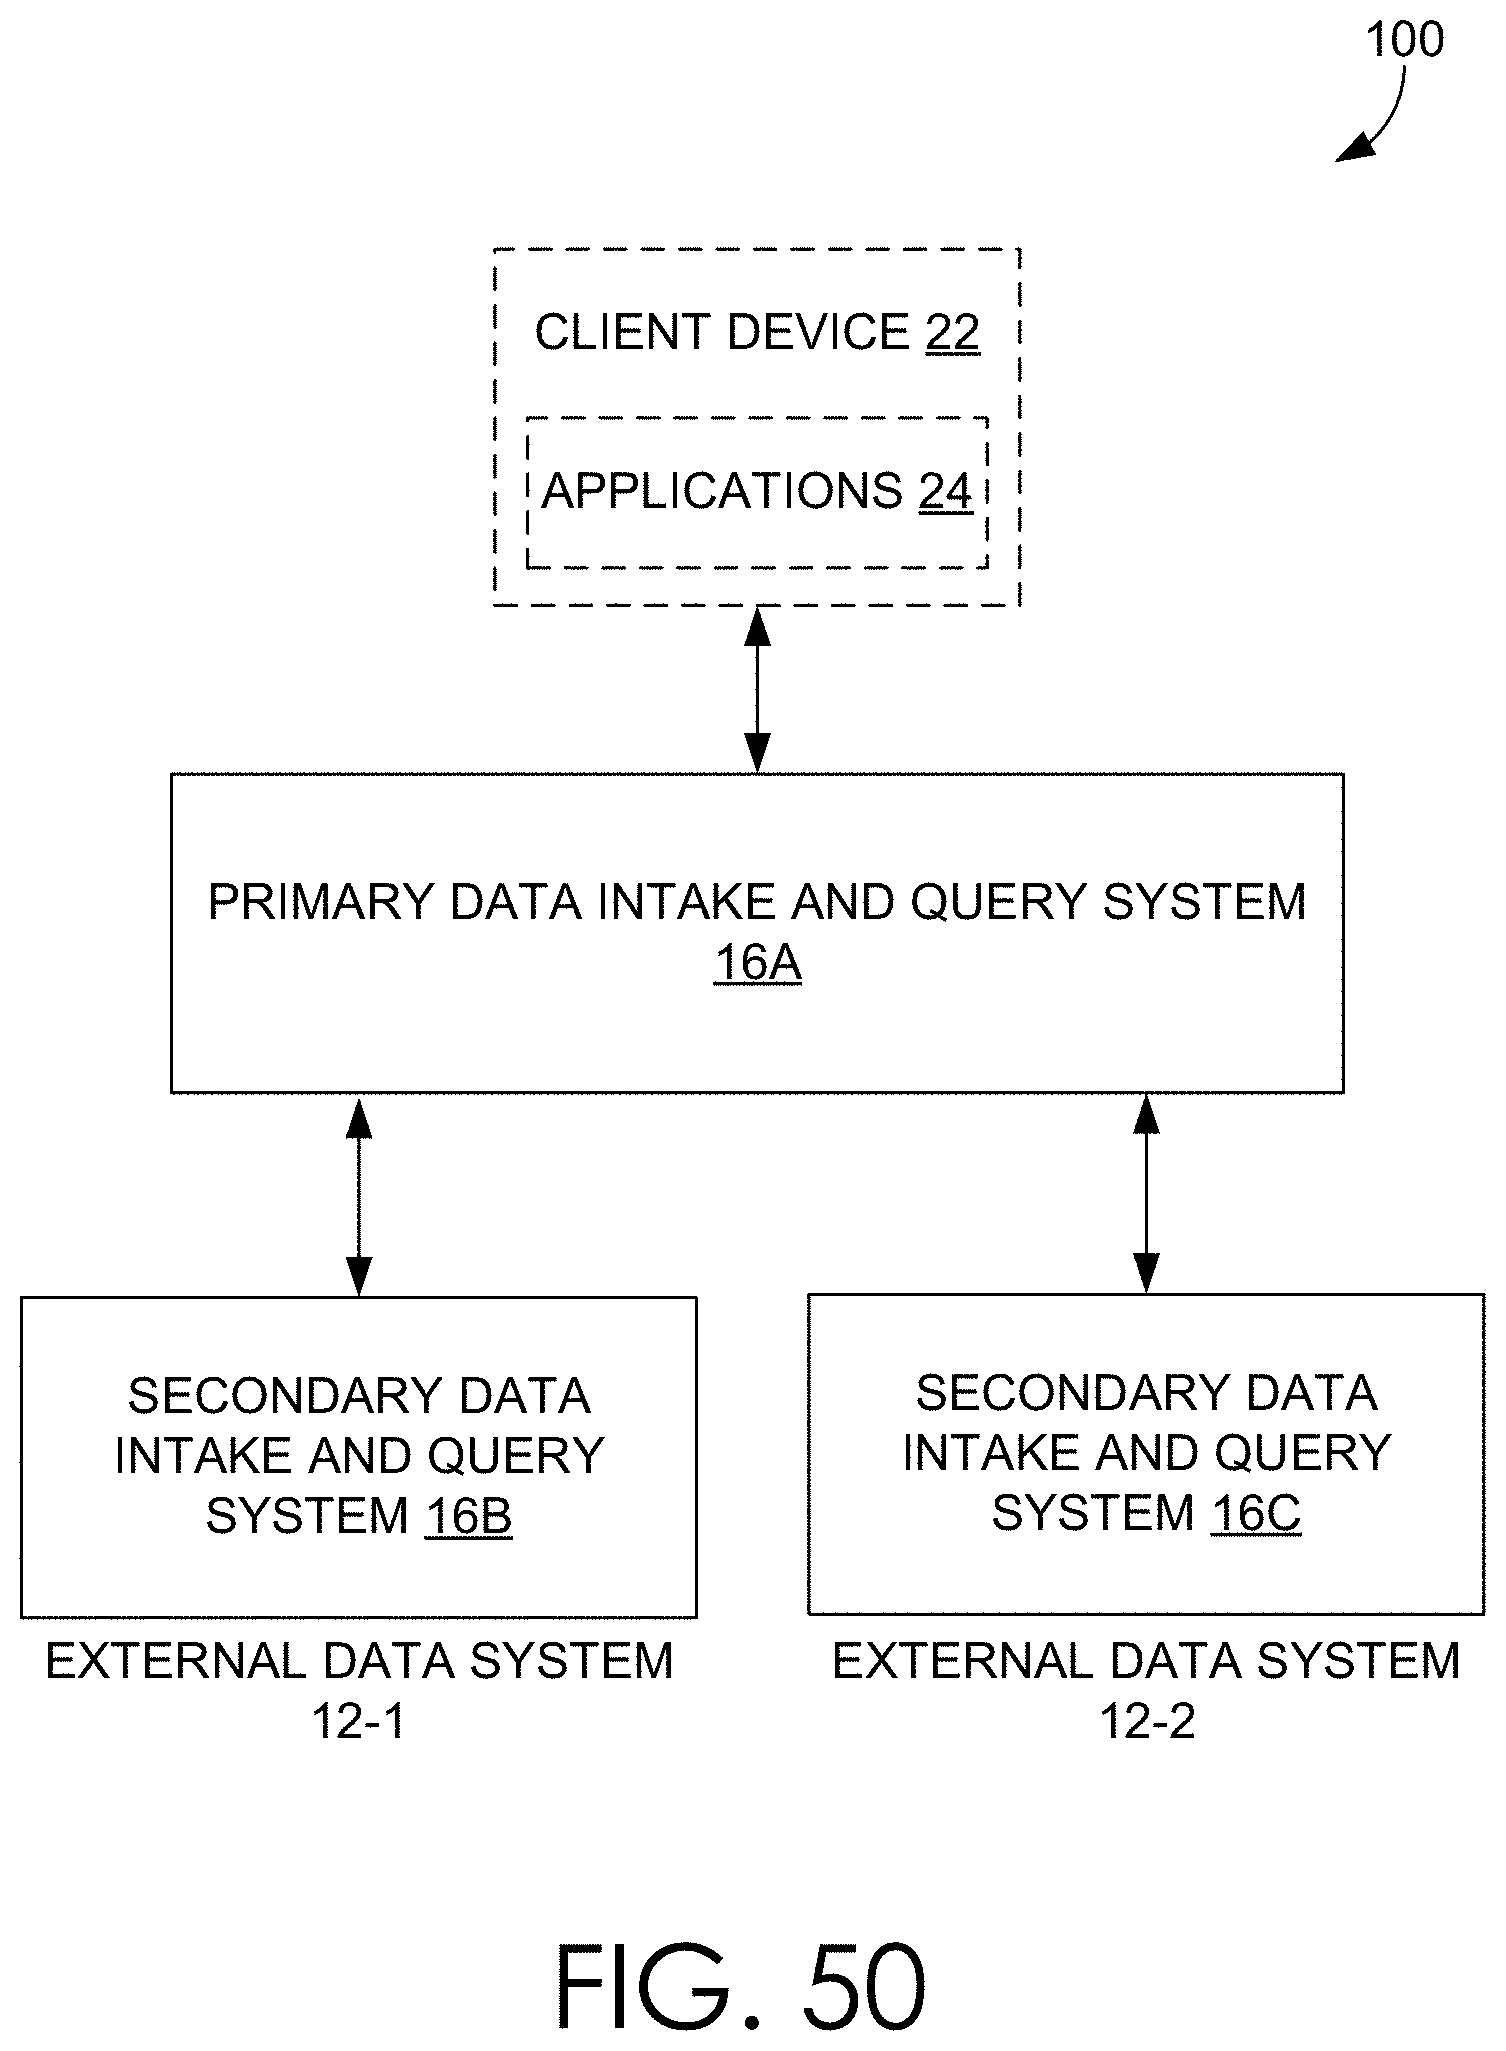 100
CLIENT DEVICE 22
APPLICATIONS 24
PRIMARY DATA INTAKE AND QUERY SYSTEM
16A
SECONDARY DATA
INTAKE AND QUERY
SYSTEM 16B
EXTERNAL DATA SYSTEM
12-1
SECONDARY DATA
INTAKE AND QUERY
SYSTEM 16C
EXTERNAL DATA SYSTEM
12-2
FIG. 50